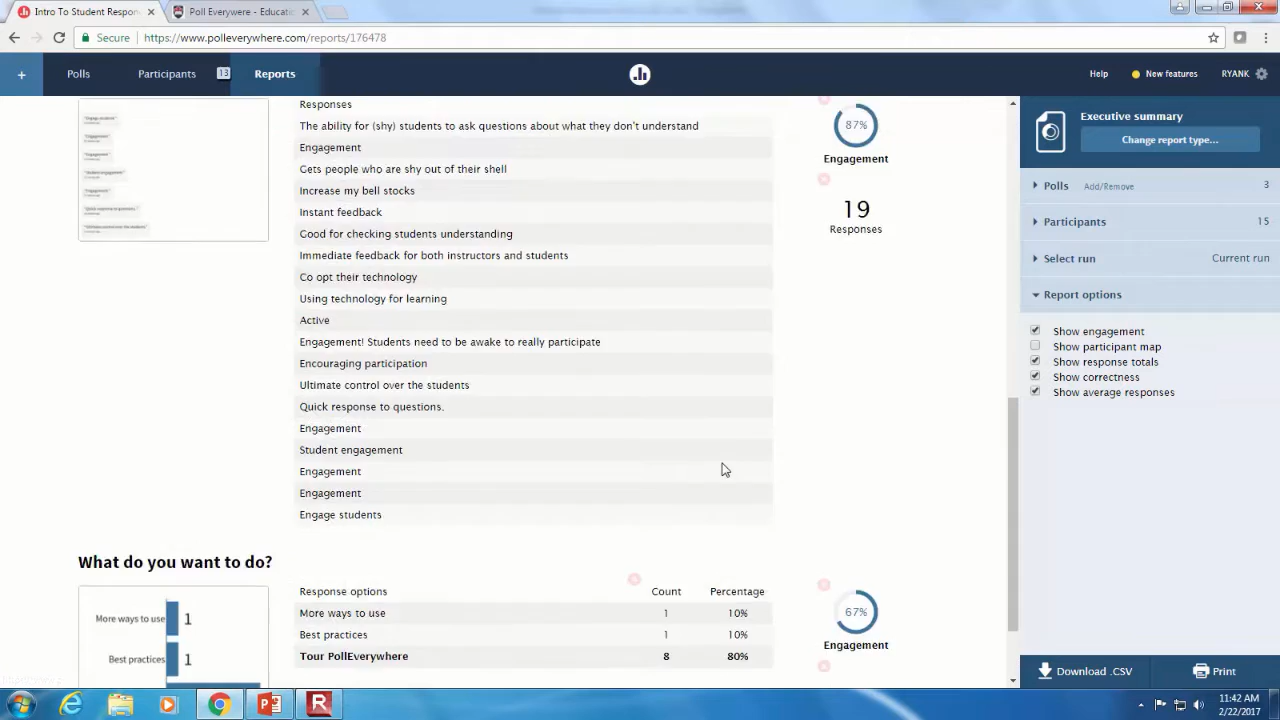 Intro To Student Respon
Poll Everywere - Educatio
Secure
https://www.polleverywhere.com/reports/176478
+
Polls
Participants
13
Reports
Help
New features
RYANK
Responses
The ability for (shy) students to ask questions about what they don't understand
Engagement
Gets people who are shy out of their shell
Increase my cell stocks
Instant feedback
Good for checking students understanding
Immediate feedback for both instructors and students
Co opt their technology
Using technology for learning
Active
Engagement! Students need to be awake to really participate
Encouraging participation
Ultimate control over the students
Quick response to questions.
Engagement
Student engagement
Engagement
Engagement
Engage students
87%
Engagement
19
Responses
What do you want to do?
More ways to use 1
Best practices 1
Response options Count Percentage
More ways to use 1 10%
Best practices 1 10%
Tour PollEverywhere 8 80%
67%
Engagement
Executive summary
Change report type...
Polls Add/Remove 3
Participants 15
Select run Current run
Report options
Show engagement
Show participant map
Show response totals
Show correctness
Show average responses
Download .CSV
Print
11:42 AM
2/22/2017